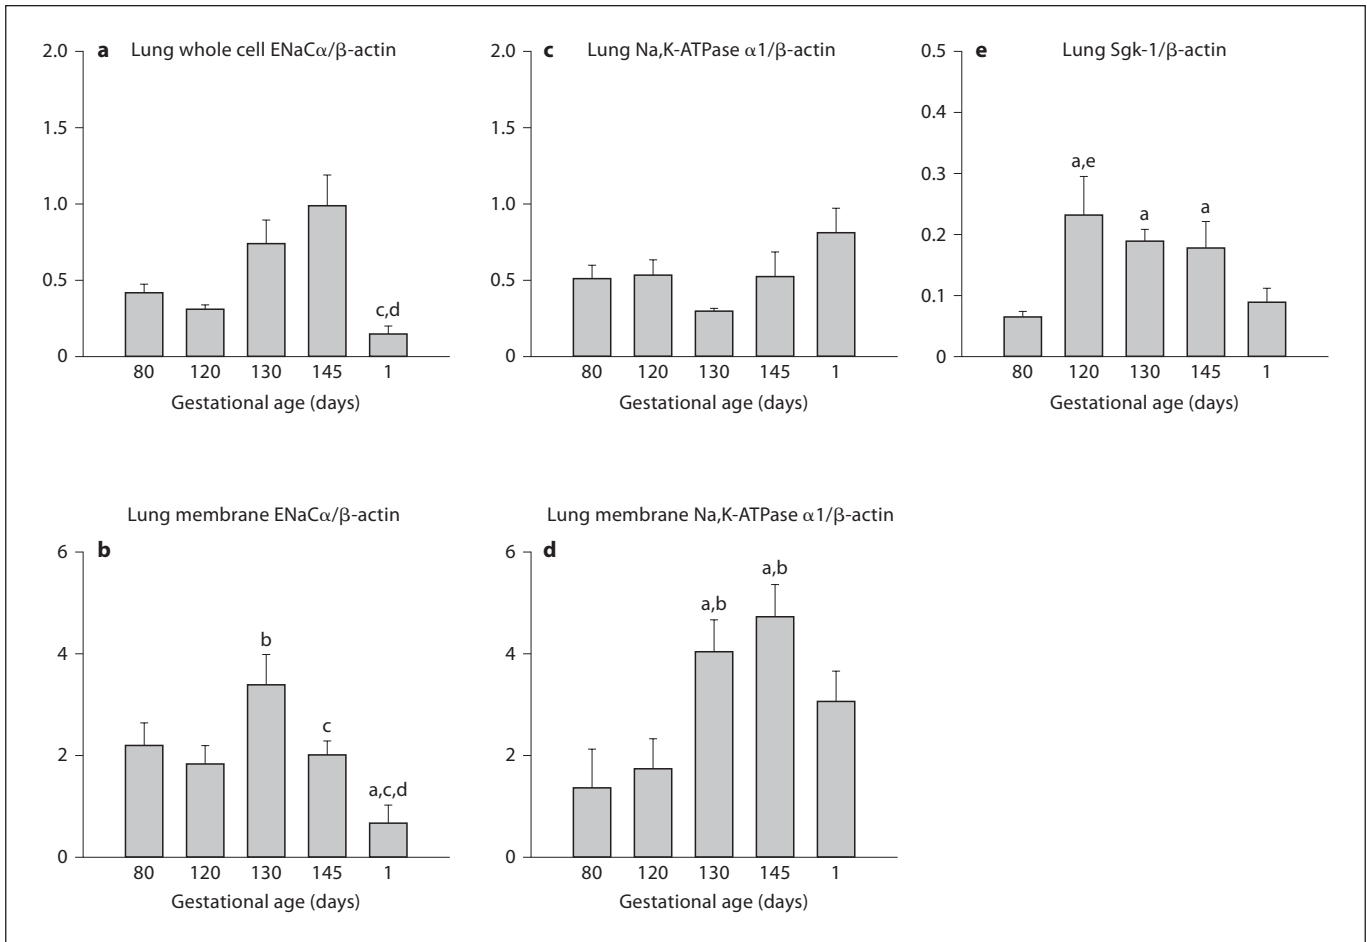 a Lung whole cell ENaCα/β-actin
2.0
1.5
1.0
0.5
0
c,d
80 120 130 145 1
Gestational age (days)
c Lung Na,K-ATPase α1/β-actin
2.0
1.5
1.0
0.5
0
80 120 130 145 1
Gestational age (days)
e Lung Sgk-1/β-actin
0.5
0.4
0.3
0.2
0.1
0
a,e
a
a
80 120 130 145 1
Gestational age (days)
Lung membrane ENaCα/β-actin
b
6
4
2
0
b
c
a,c,d
80 120 130 145 1
Gestational age (days)
Lung membrane Na,K-ATPase α1/β-actin
d
6
4
2
0
a,b
a,b
80 120 130 145 1
Gestational age (days)